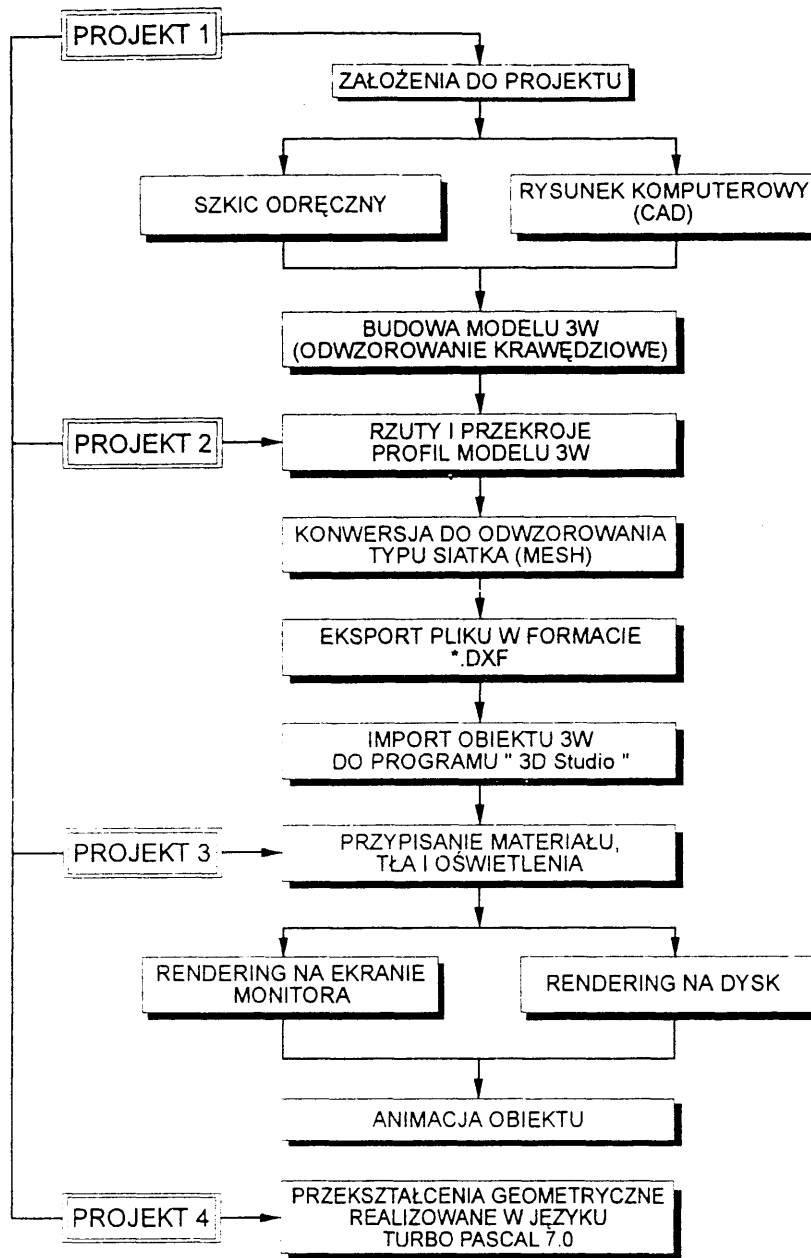 PROJEKT 1
ZAŁOŻENIA DO PROJEKTU
SZKIC ODRĘCZNY
RYSUNEK KOMPUTEROWY
(CAD)
BUDOWA MODELU 3W
(ODWZOROWANIE KRAWĘDZIOWE)
PROJEKT 2
RZUTY I PRZEKROJE
PROFIL MODELU 3W
KONWERSJA DO ODWZOROWANIA
TYPU SIATKA (MESH)
EKSPORT PLIKU W FORMACIE
*.DXF
IMPORT OBIEKTU 3W
DO PROGRAMU " 3D Studio "
PROJEKT 3
PRZYPISANIE MATERIAŁU,
TŁA I OŚWIETLENIA
RENDERING NA EKRANIE
MONITORA
RENDERING NA DYSK
ANIMACJA OBIEKTU
PROJEKT 4
PRZEKSZTAŁCENIA GEOMETRYCZNE
REALIZOWANE W JĘZYKU
TURBO PASCAL 7.0